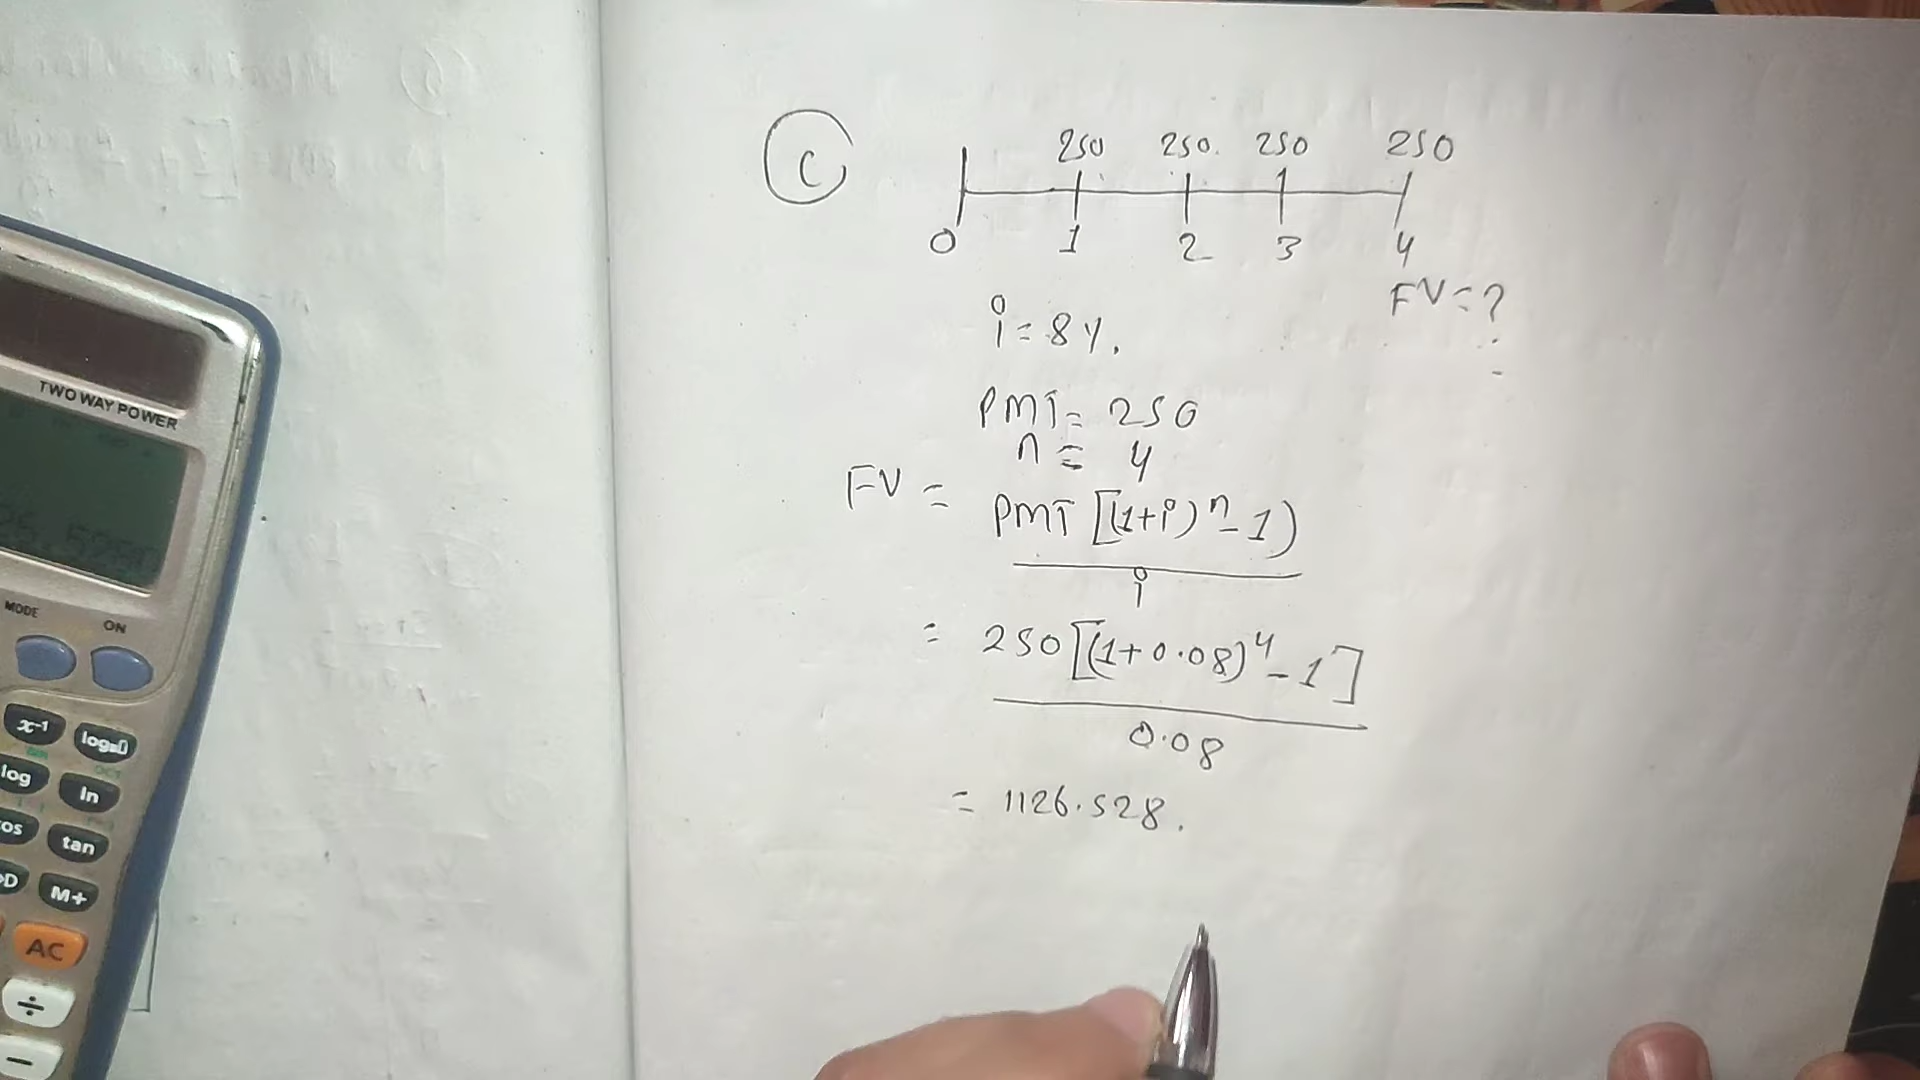 C
250 250. 250 250
0 1 2 3 4
FV=?
i=8%.
PMT= 250
n = 4
FV = PMT [(1+i)^n - 1)
i
= 250 [(1+0.08)^4 - 1]
0.08
= 1126.528.
TWO WAY POWER
MODE ON
x-1 log
log ln
tan
M+
AC
÷
−